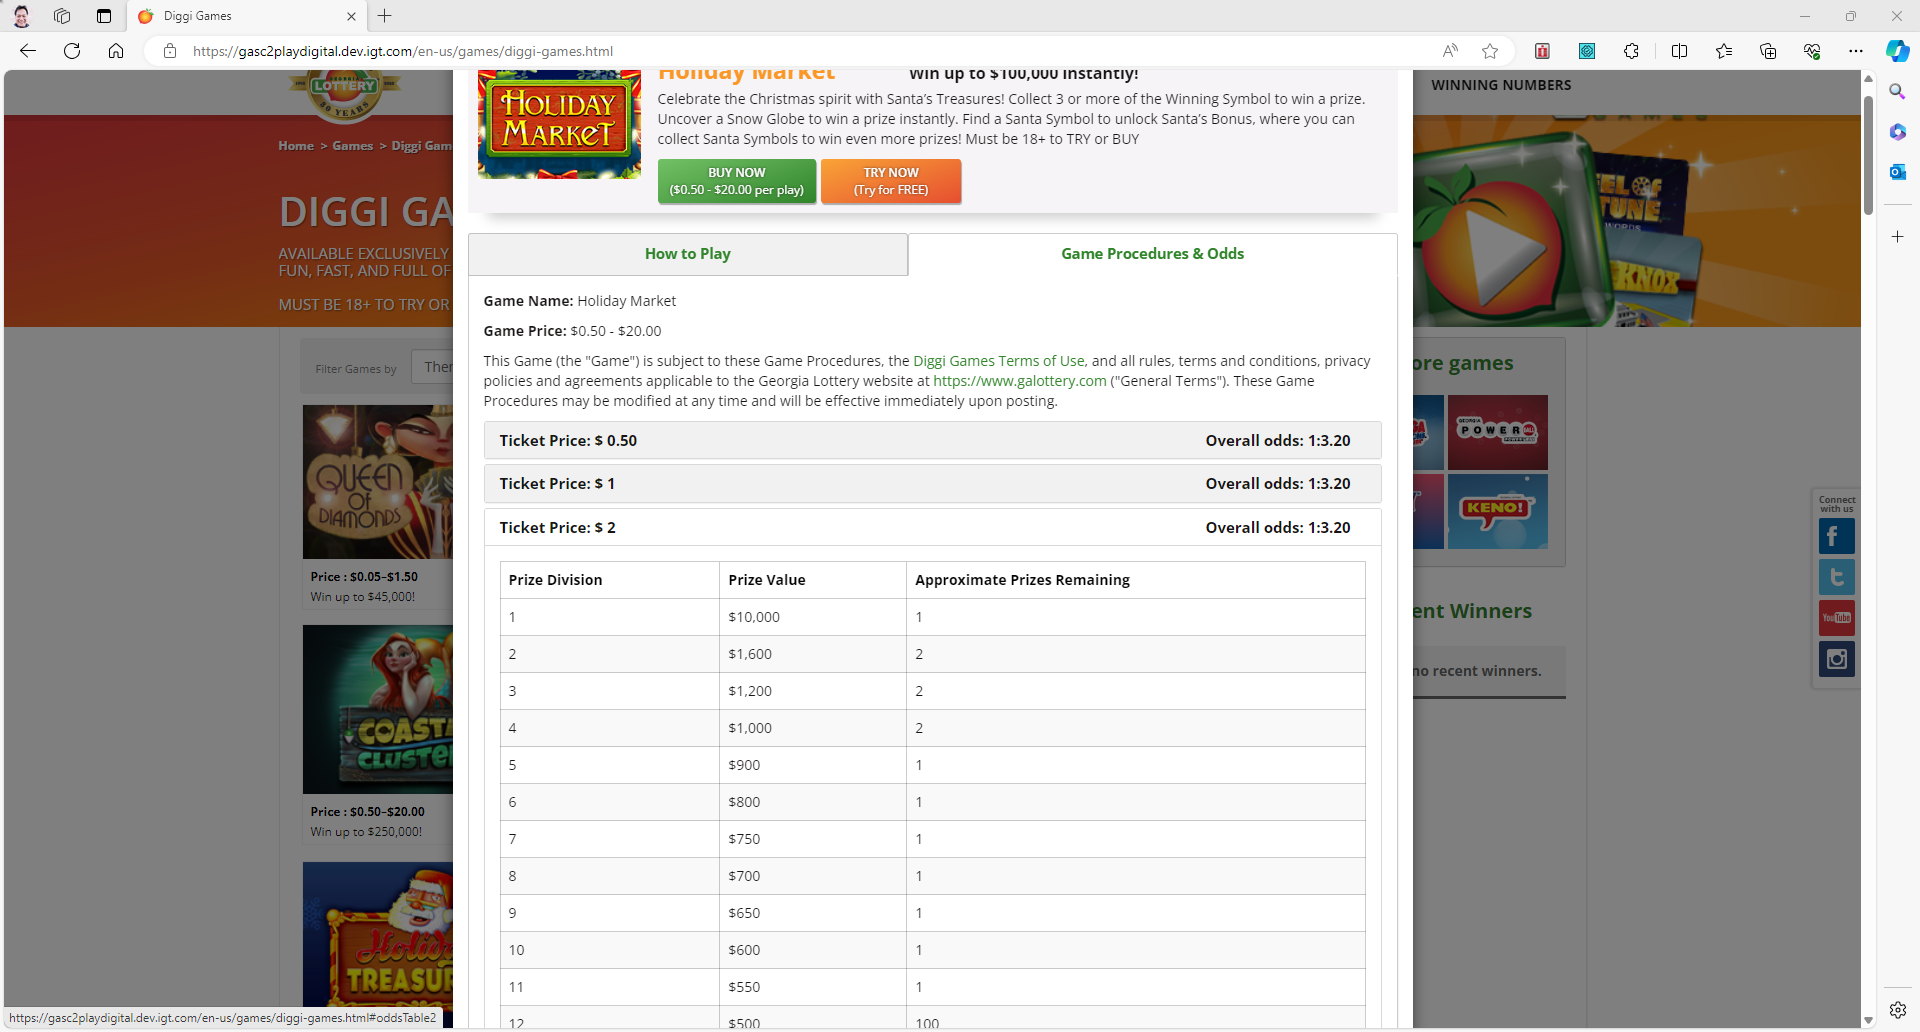 Diggi Games
https://gasc2playdigital.dev.igt.com/en-us/games/diggi-games.html
LOTTERY
YEARS
Home > Games > Diggi Gam
DIGGI GA
AVAILABLE EXCLUSIVELY
FUN, FAST, AND FULL OF
MUST BE 18+ TO TRY OR
Filter Games by
Ther
QUEEN
OF
DIAMONDS
Price : $0.05–$1.50
Win up to $45,000!
COASTA
CLUSTE
Price : $0.50–$20.00
Win up to $250,000!
Holid
TREASUR
HOLIDAY
MARKET
Holiday Market
Win up to $100,000 instantly!
Celebrate the Christmas spirit with Santa’s Treasures! Collect 3 or more of the Winning Symbol to win a prize.
Uncover a Snow Globe to win a prize instantly. Find a Santa Symbol to unlock Santa’s Bonus, where you can
collect Santa Symbols to win even more prizes! Must be 18+ to TRY or BUY
BUY NOW
($0.50 - $20.00 per play)
TRY NOW
(Try for FREE)
How to Play
Game Procedures & Odds
Game Name: Holiday Market
Game Price: $0.50 - $20.00
This Game (the "Game") is subject to these Game Procedures, the Diggi Games Terms of Use, and all rules, terms and conditions, privacy
policies and agreements applicable to the Georgia Lottery website at https://www.galottery.com ("General Terms"). These Game
Procedures may be modified at any time and will be effective immediately upon posting.
Ticket Price: $ 0.50 Overall odds: 1:3.20
Ticket Price: $ 1 Overall odds: 1:3.20
Ticket Price: $ 2 Overall odds: 1:3.20
Prize Division Prize Value Approximate Prizes Remaining
1 $10,000 1
2 $1,600 2
3 $1,200 2
4 $1,000 2
5 $900 1
6 $800 1
7 $750 1
8 $700 1
9 $650 1
10 $600 1
11 $550 1
12 $500 100
WINNING NUMBERS
EL OF
TUNE
WORDS
KNOX
ore games
GEORGIA
POWERBALL
KENO!
ent Winners
no recent winners.
Connect
with us
YouTube
https://gasc2playdigital.dev.igt.com/en-us/games/diggi-games.html#oddsTable2